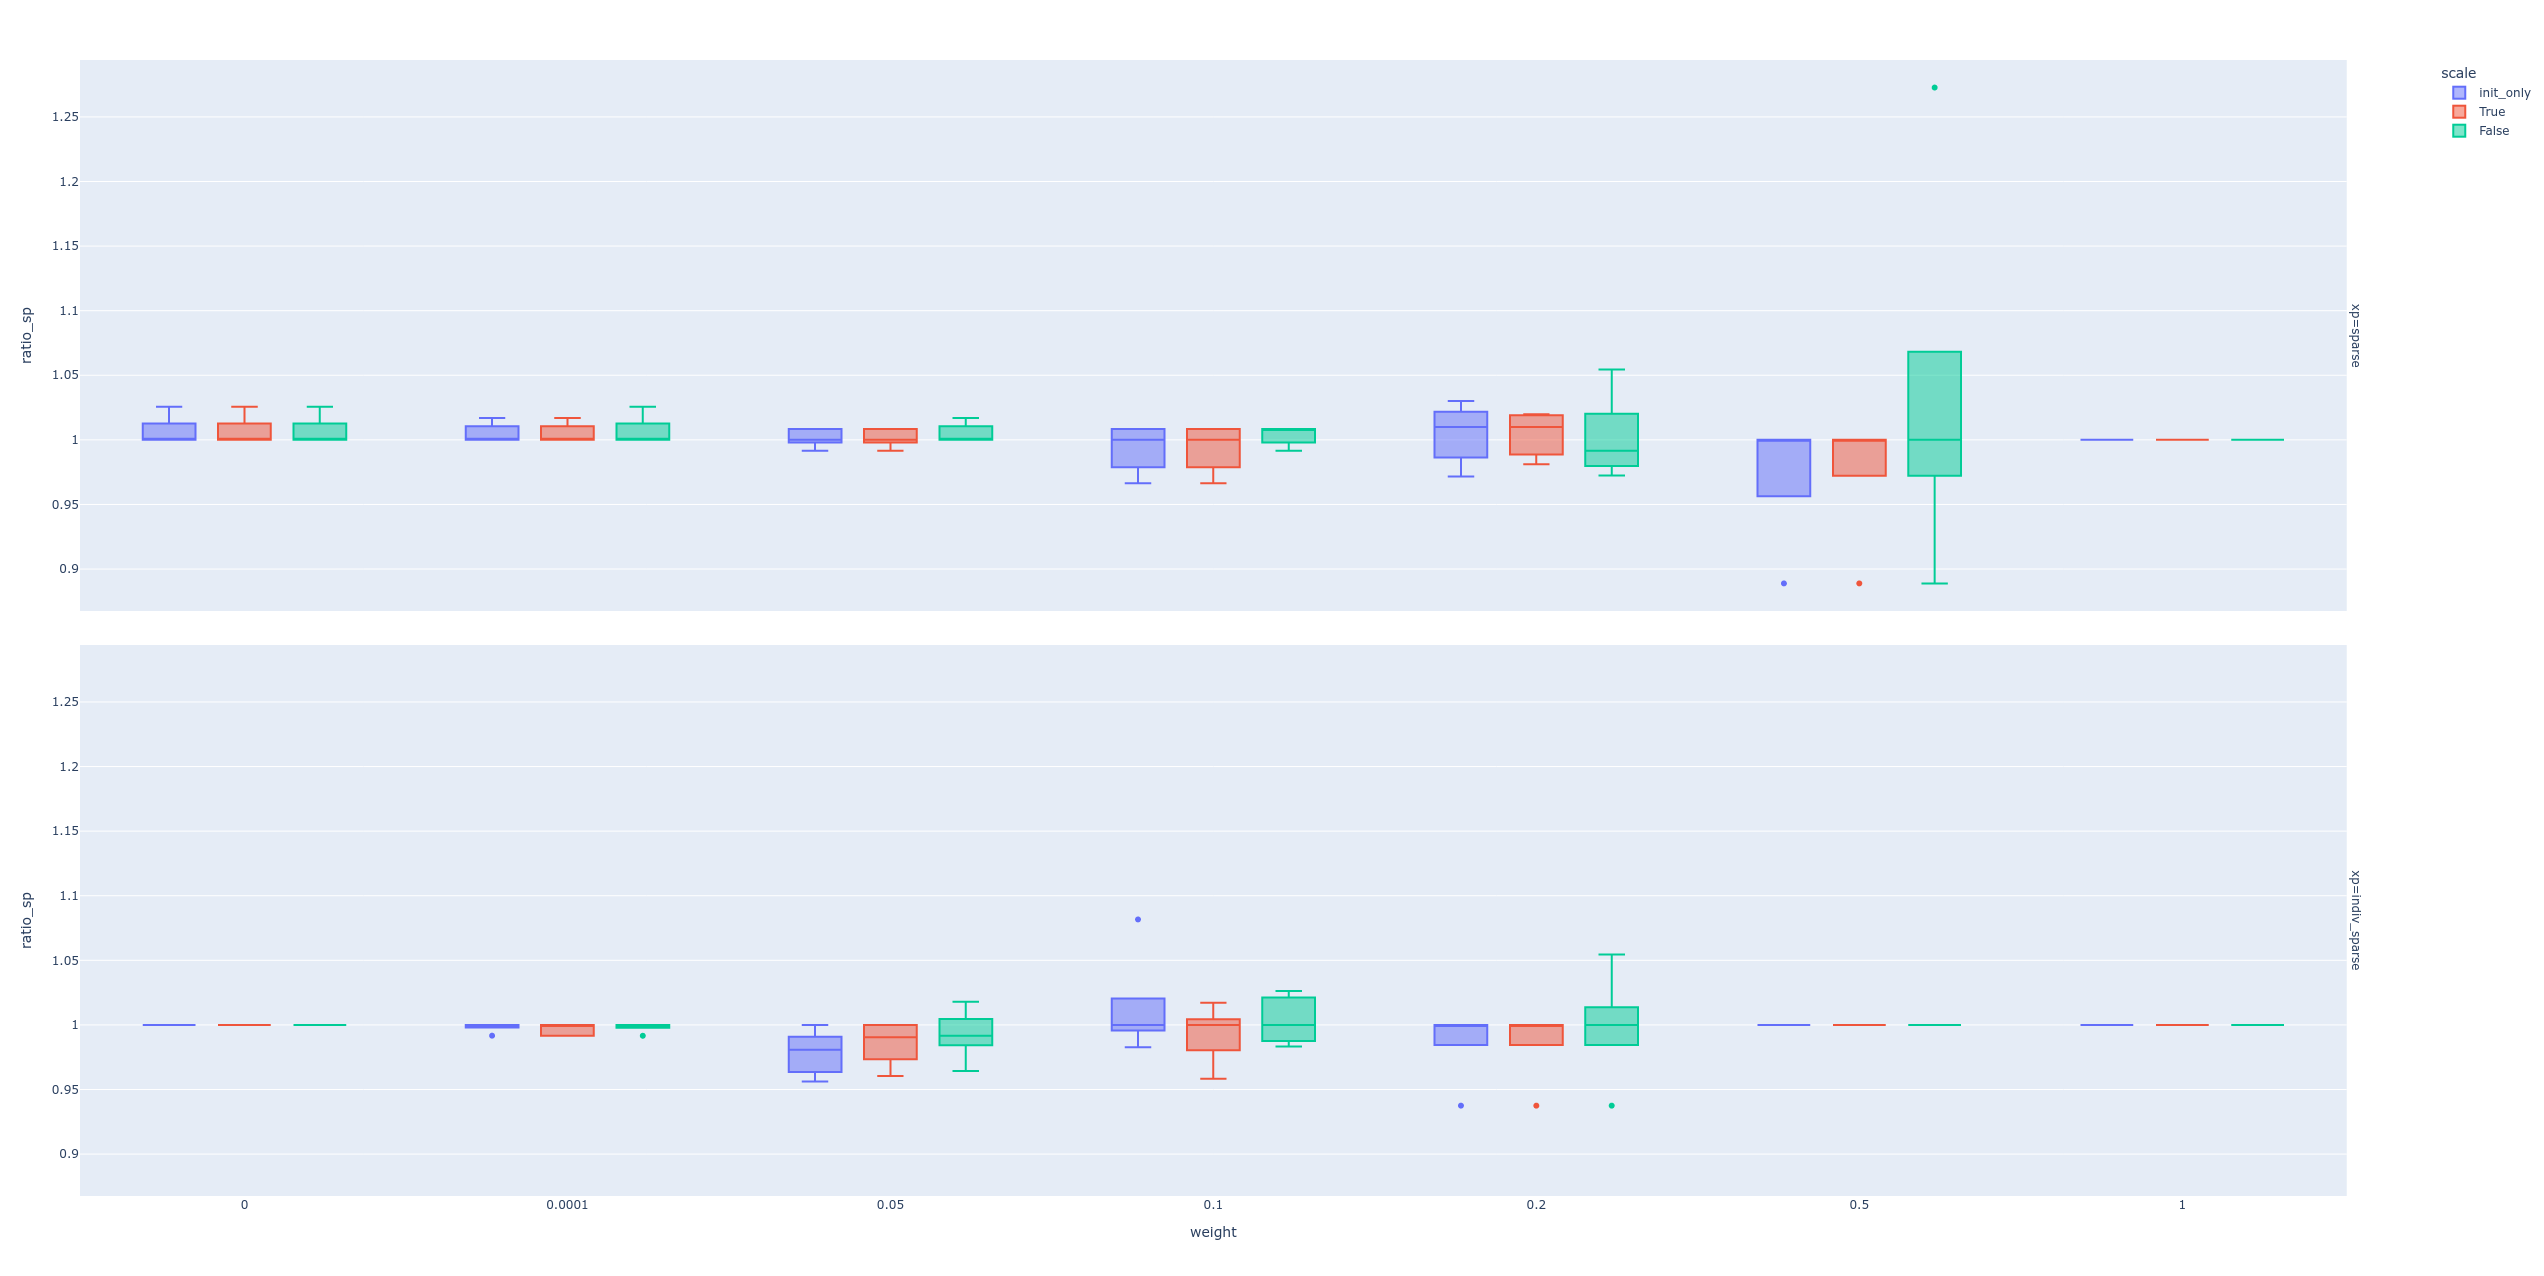 scale
init_only
True
False
1.25
1.2
1.15
1.1
1.05
1
0.95
0.9
ratio_sp
xp=sparse
1.25
1.2
1.15
1.1
1.05
1
0.95
0.9
ratio_sp
xp=indiv_sparse
0 0.0001 0.05 0.1 0.2 0.5 1
weight